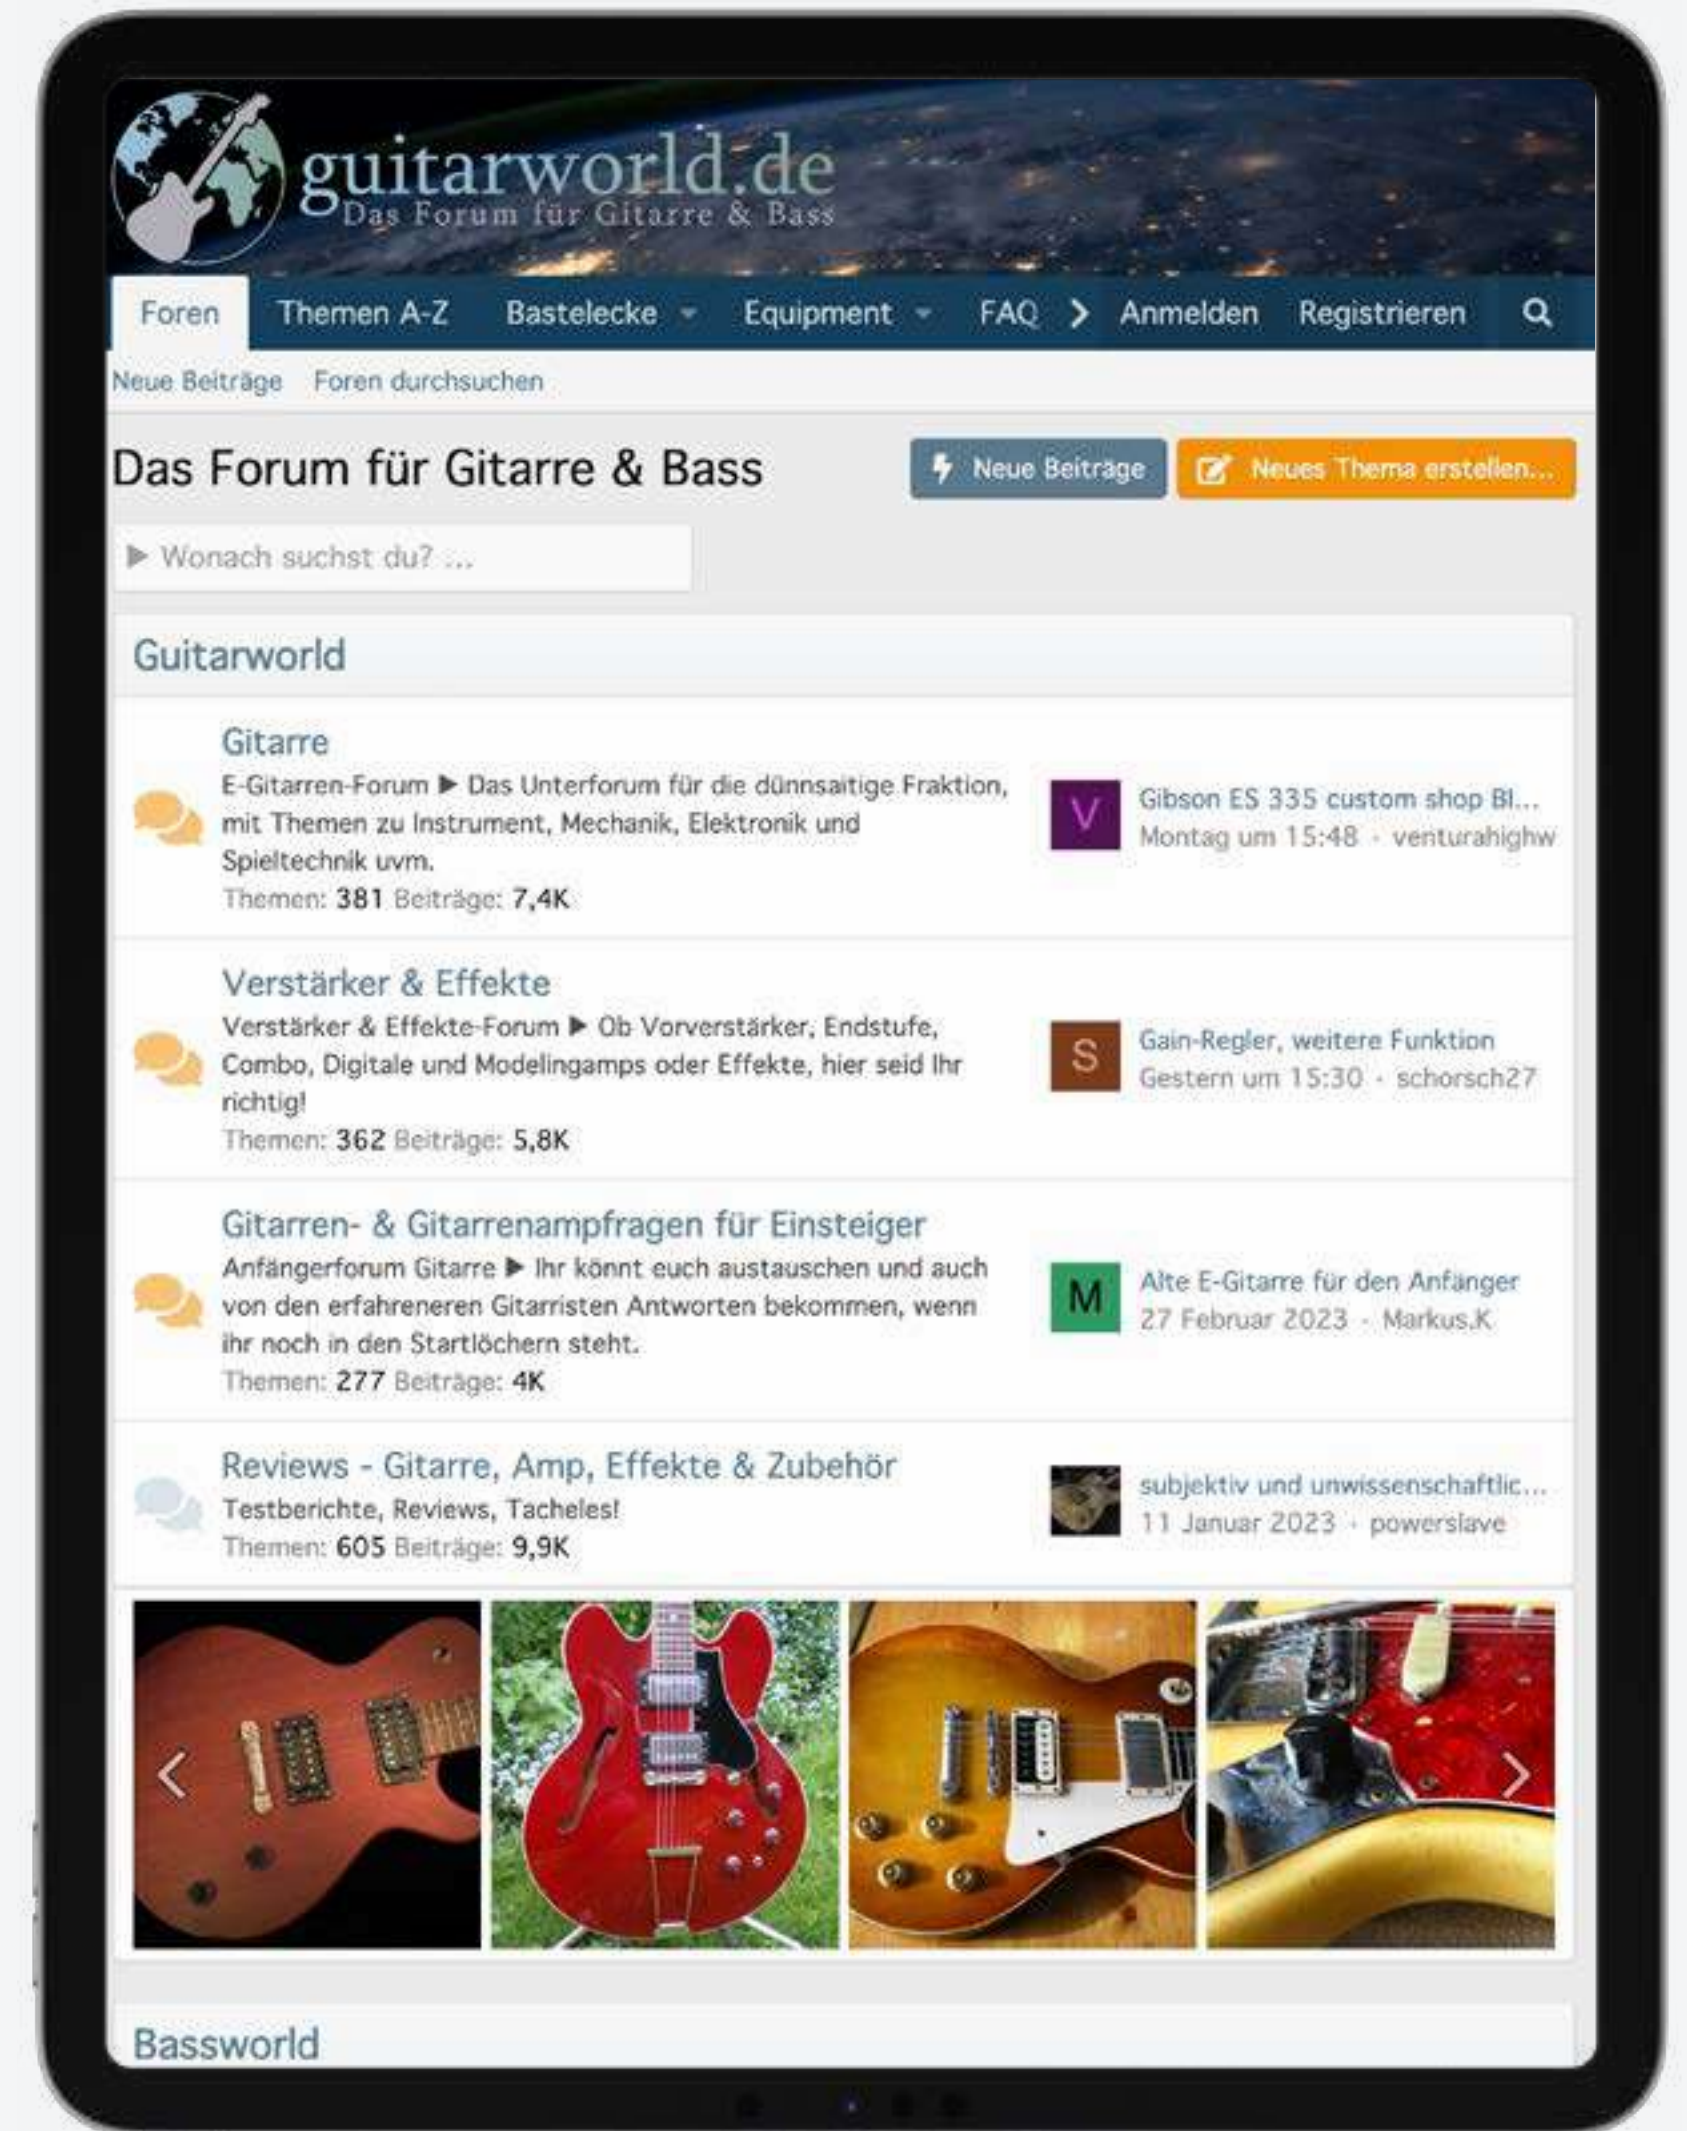 guitarworld.de
Das Forum für Gitarre & Bass
Foren Themen A-Z Bastelecke Equipment FAQ Anmelden Registrieren
Neue Beiträge Foren durchsuchen
Das Forum für Gitarre & Bass
Neue Beiträge Neues Thema erstellen...
▶ Wonach suchst du? ...
Guitarworld
Gitarre
E-Gitarren-Forum ▶ Das Unterforum für die dünnsaitige Fraktion,
mit Themen zu Instrument, Mechanik, Elektronik und
Spieltechnik uvm.
Themen: 381 Beiträge: 7,4K
V
Gibson ES 335 custom shop Bl...
Montag um 15:48 · venturahighw
Verstärker & Effekte
Verstärker & Effekte-Forum ▶ Ob Vorverstärker, Endstufe,
Combo, Digitale und Modelingamps oder Effekte, hier seid Ihr
richtig!
Themen: 362 Beiträge: 5,8K
S
Gain-Regler, weitere Funktion
Gestern um 15:30 · schorsch27
Gitarren- & Gitarrenampfragen für Einsteiger
Anfängerforum Gitarre ▶ Ihr könnt euch austauschen und auch
von den erfahreneren Gitarristen Antworten bekommen, wenn
ihr noch in den Startlöchern steht.
Themen: 277 Beiträge: 4K
M
Alte E-Gitarre für den Anfänger
27 Februar 2023 · Markus.K
Reviews - Gitarre, Amp, Effekte & Zubehör
Testberichte, Reviews, Tacheles!
Themen: 605 Beiträge: 9,9K
subjektiv und unwissenschaftlic...
11 Januar 2023 · powerslave
Bassworld